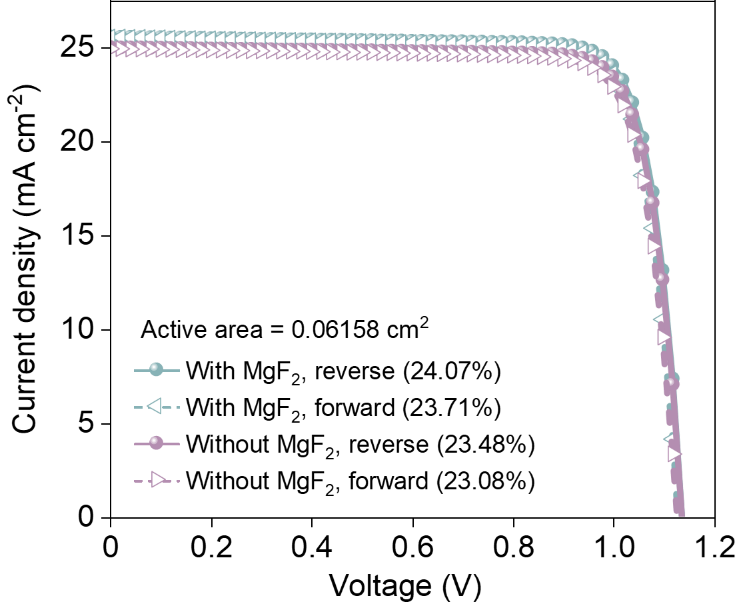 Current density (mA cm⁻²)
25
20
15
10
5
0
Active area = 0.06158 cm²
With MgF₂, reverse (24.07%)
With MgF₂, forward (23.71%)
Without MgF₂, reverse (23.48%)
Without MgF₂, forward (23.08%)
0 0.2 0.4 0.6 0.8 1.0 1.2
Voltage (V)